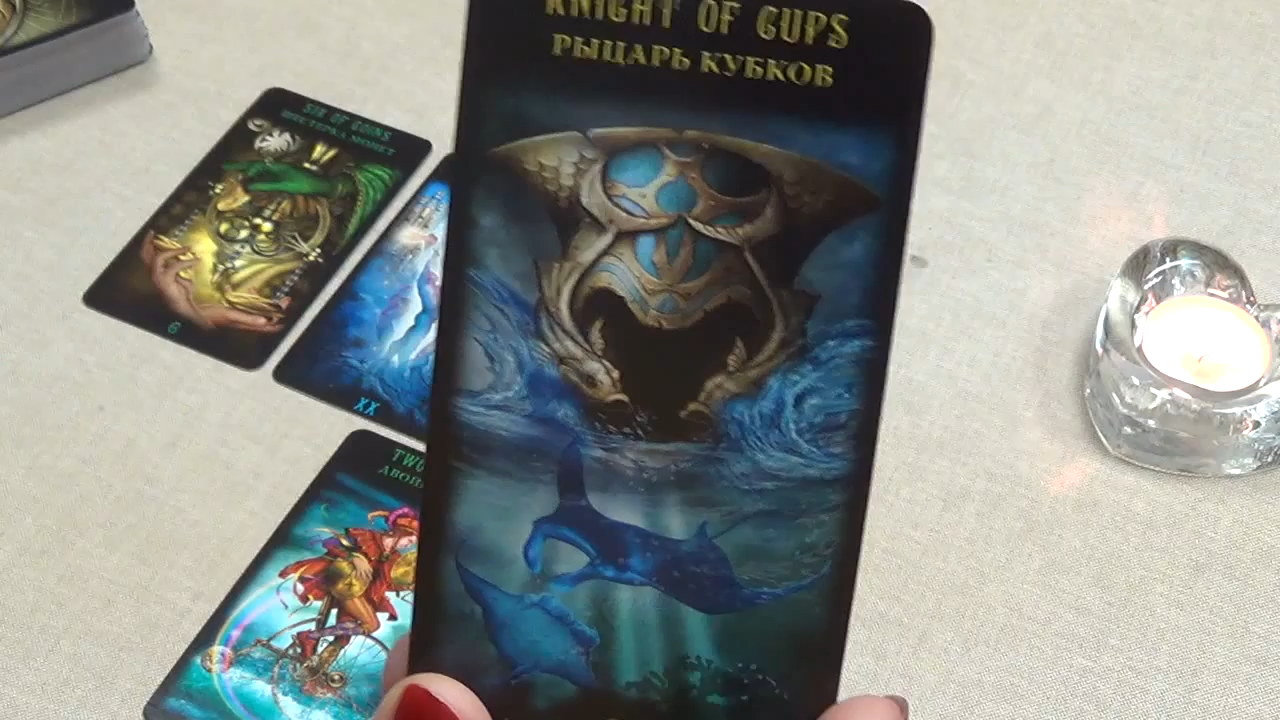 KNIGHT OF CUPS
РЫЦАРЬ КУБКОВ
SIX OF COINS
ШЕСТЕРКА МОНЕТ
6
XX
TWO